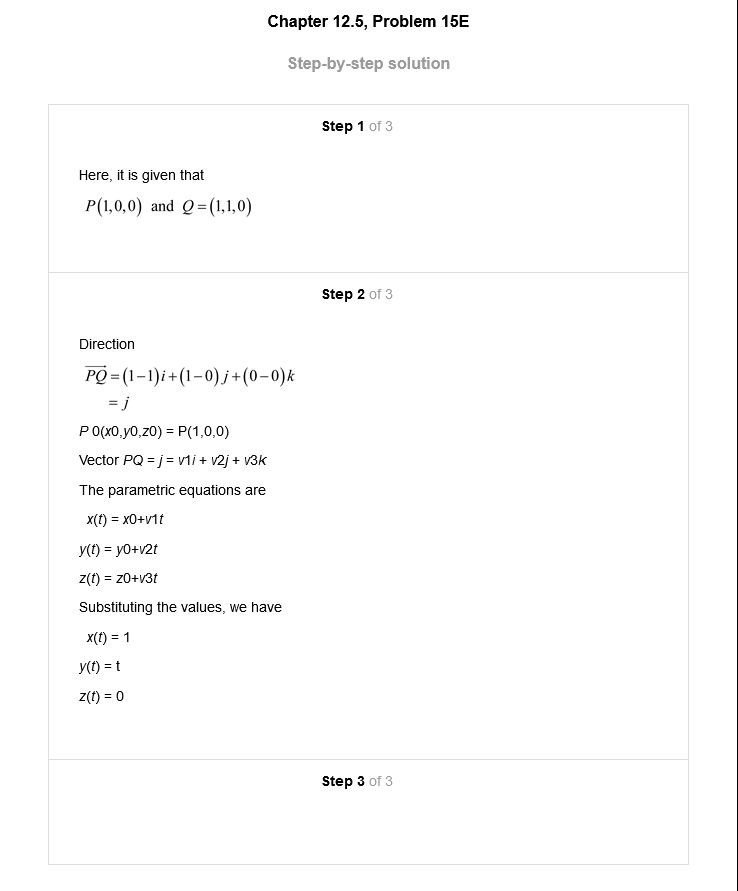 Chapter 12.5, Problem 15E
Step-by-step solution
Step 1 of 3
Here, it is given that
P(1,0,0) and Q=(1,1,0)
Step 2 of 3
Direction
PQ=(1−1)i+(1−0)j+(0−0)k
= j
P 0(x0,y0,z0) = P(1,0,0)
Vector PQ = j = v1i + v2j + v3k
The parametric equations are
x(t) = x0+v1t
y(t) = y0+v2t
z(t) = z0+v3t
Substituting the values, we have
x(t) = 1
y(t) = t
z(t) = 0
Step 3 of 3